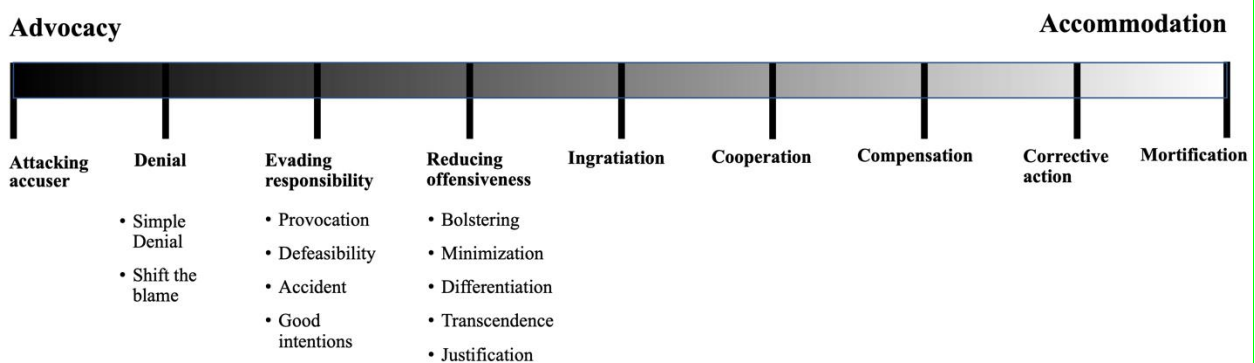 Advocacy
Accommodation
Attacking
accuser
Denial
• Simple
Denial
• Shift the
blame
Evading
responsibility
• Provocation
• Defeasibility
• Accident
• Good
intentions
Reducing
offensiveness
• Bolstering
• Minimization
• Differentiation
• Transcendence
• Justification
Ingratiation
Cooperation
Compensation
Corrective
action
Mortification